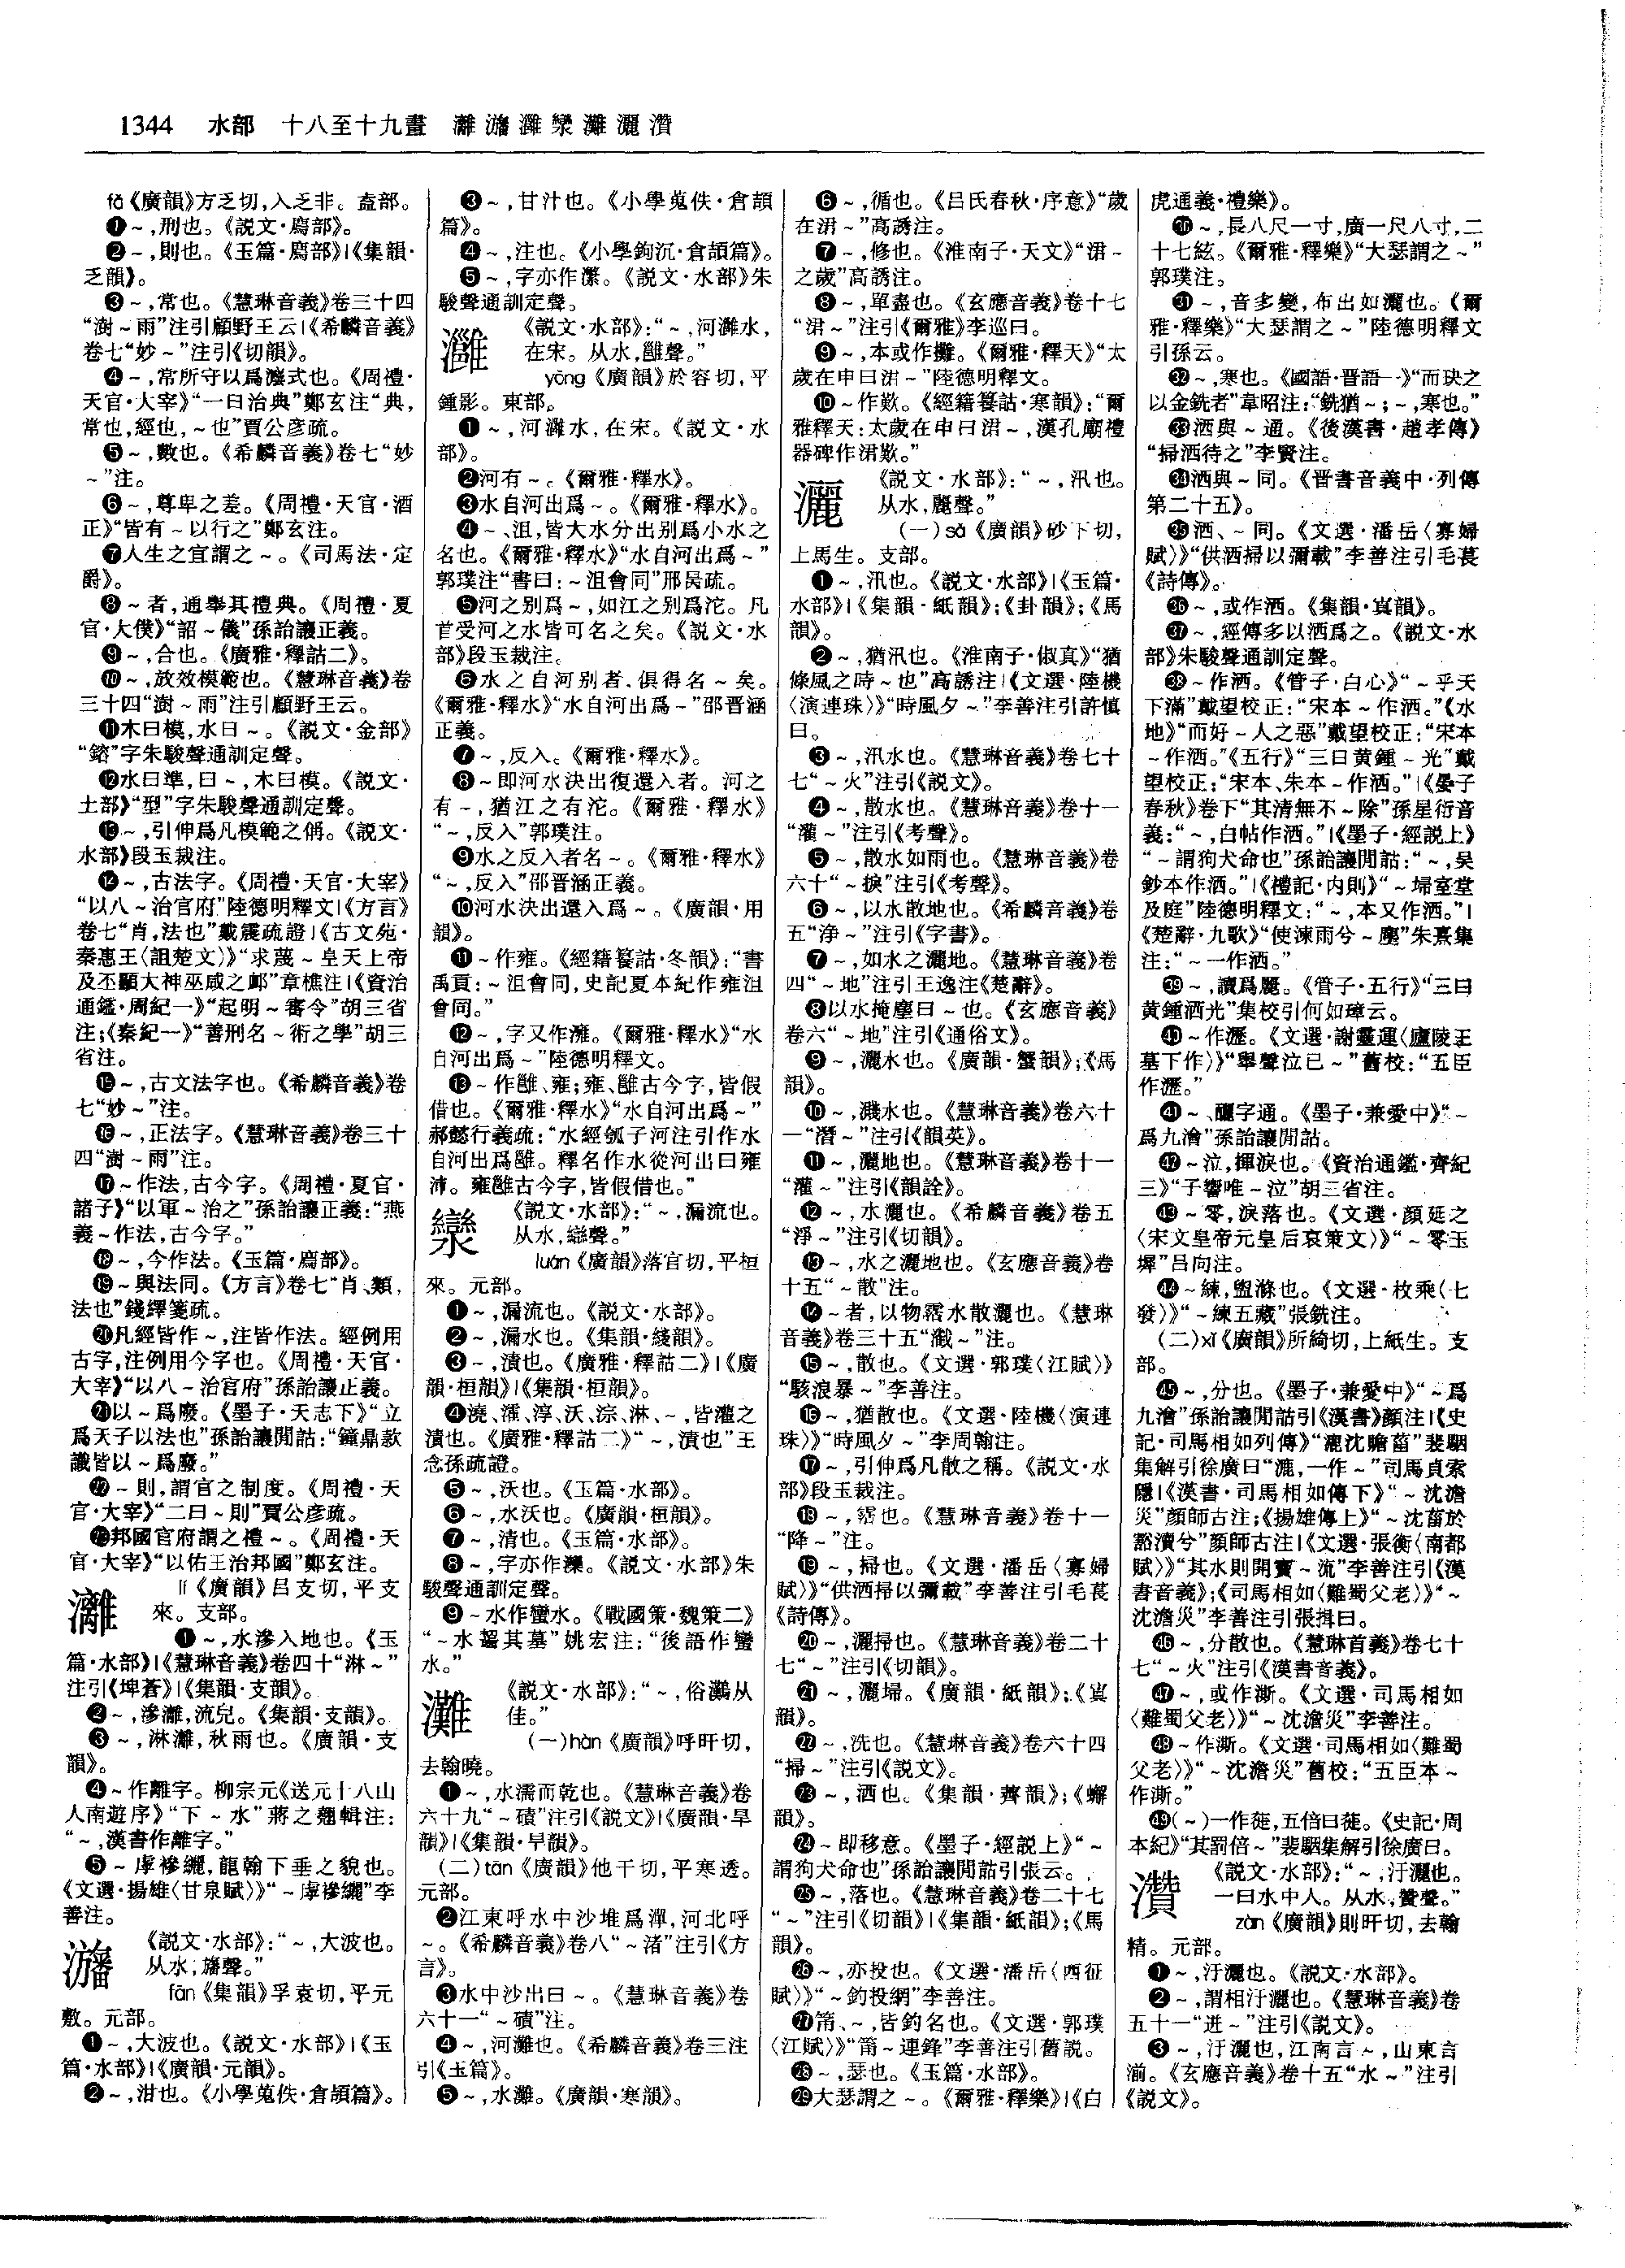 1344 水部 十八至十九畫 灕瀿灉灓灘灑瀳
fǎ《廣韻》方乏切,入乏非。盍部。
❶~,刑也。《説文·廌部》。
❷~,則也。《玉篇·廌部》|《集韻·
乏韻》。
❸~,常也。《慧琳音義》卷三十四
“澍~雨”注引顧野王云|《希麟音義》
卷七“妙~”注引《切韻》。
❹~,常所守以爲灋式也。《周禮·
天官·大宰》“一曰治典”鄭玄注“典,
常也,經也,~也”賈公彦疏。
❺~,數也。《希麟音義》卷七“妙
~”注。
❻~,尊卑之差。《周禮·天官·酒
正》“皆有~以行之”鄭玄注。
❼人生之宜謂之~。《司馬法·定
爵》。
❽~者,通舉其禮典。《周禮·夏
官·大僕》“詔~儀”孫詒讓正義。
❾~,合也。《廣雅·釋詁二》。
❿~,放效模範也。《慧琳音義》卷
三十四“澍~雨”注引顧野王云。
⓫木曰模,水曰~。《説文·金部》
“鎔”字朱駿聲通訓定聲。
⓬水曰準,曰~,木曰模。《説文·
土部》“型”字朱駿聲通訓定聲。
⓭~,引伸爲凡模範之偁。《説文·
水部》段玉裁注。
⓮~,古法字。《周禮·天官·大宰》
“以八~治官府”陸德明釋文|《方言》
卷七“肖,法也”戴震疏證|《古文苑·
秦惠王〈詛楚文〉》“求蔑~皇天上帝
及丕顯大神巫咸之卹”章樵注|《資治
通鑑·周紀一》“起明~審令”胡三省
注;《秦紀一》“善刑名~術之學”胡三
省注。
⓯~,古文法字也。《希麟音義》卷
七“妙~”注。
⓰~,正法字。《慧琳音義》卷三十
四“澍~雨”注。
⓱~作法,古今字。《周禮·夏官·
諸子》“以軍~治之”孫詒讓正義:“燕
義~作法,古今字。”
⓲~,今作法。《玉篇·廌部》。
⓳~與法同。《方言》卷七“肖、類,
法也”錢繹箋疏。
⓴凡經皆作~,注皆作法。經例用
古字,注例用今字也。《周禮·天官·
大宰》“以八~治官府”孫詒讓正義。
㉑以~爲廢。《墨子·天志下》“立
爲天子以法也”孫詒讓閒詁:“鐘鼎款
識皆以~爲廢。”
㉒~則,謂官之制度。《周禮·天
官·大宰》“二曰~則”賈公彦疏。
㉓邦國官府謂之禮~。《周禮·天
官·大宰》“以佑王治邦國”鄭玄注。
灕 lí《廣韻》吕支切,平支
來。支部。
❶~,水滲入地也。《玉
篇·水部》|《慧琳音義》卷四十“淋~”
注引《埤蒼》|《集韻·支韻》。
❷~,滲灕,流皃。《集韻·支韻》。
❸~,淋灕,秋雨也。《廣韻·支
韻》。
❹~作離字。柳宗元《送元十八山
人南遊序》“下~水”蔣之翹輯注:
“~,漢書作離字。”
❺~虖襂纚,龍翰下垂之貌也。
《文選·揚雄〈甘泉賦〉》“~虖襂纚”李
善注。
瀿 《説文·水部》:“~,大波也。
从水,旛聲。”
fān《集韻》孚袁切,平元
敷。元部。
❶~,大波也。《説文·水部》|《玉
篇·水部》|《廣韻·元韻》。
❷~,泔也。《小學蒐佚·倉頡篇》。
❸~,甘汁也。《小學蒐佚·倉頡
篇》。
❹~,注也。《小學鉤沉·倉頡篇》。
❺~,字亦作瀿。《説文·水部》朱
駿聲通訓定聲。
灉 《説文·水部》:“~,河灉水,
在宋。从水,雝聲。”
yōng《廣韻》於容切,平
鍾影。東部。
❶~,河灉水,在宋。《説文·水
部》。
❷河有~。《爾雅·釋水》。
❸水自河出爲~。《爾雅·釋水》。
❹~、沮,皆大水分出别爲小水之
名也。《爾雅·釋水》“水自河出爲~”
郭璞注“書曰:~沮會同”邢昺疏。
❺河之别爲~,如江之别爲沱。凡
首受河之水皆可名之矣。《説文·水
部》段玉裁注。
❻水之自河别者、俱得名~矣。
《爾雅·釋水》“水自河出爲~”邵晋涵
正義。
❼~,反入。《爾雅·釋水》。
❽~即河水決出復還入者。河之
有~,猶江之有沱。《爾雅·釋水》
“~,反入”郭璞注。
❾水之反入者名~。《爾雅·釋水》
“~,反入”邵晋涵正義。
❿河水決出還入爲~。《廣韻·用
韻》。
⓫~作雍。《經籍籑詁·冬韻》:“書
禹貢:~沮會同,史記夏本紀作雍沮
會同。”
⓬~,字又作澭。《爾雅·釋水》“水
自河出爲~”陸德明釋文。
⓭~作雝、雍;雍、雝古今字,皆假
借也。《爾雅·釋水》“水自河出爲~”
郝懿行義疏:“水經瓠子河注引作水
自河出爲雝。釋名作水從河出曰雍
沛。雍雝古今字,皆假借也。”
灓 《説文·水部》:“~,漏流也。
从水,䜌聲。”
luán《廣韻》落官切,平桓
來。元部。
❶~,漏流也。《説文·水部》。
❷~,漏水也。《集韻·綫韻》。
❸~,漬也。《廣雅·釋詁二》|《廣
韻·桓韻》|《集韻·桓韻》。
❹澆、灌、淳、沃、淙、淋、~,皆灌之
漬也。《廣雅·釋詁二》“~,漬也”王
念孫疏證。
❺~,沃也。《玉篇·水部》。
❻~,水沃也。《廣韻·桓韻》。
❼~,清也。《玉篇·水部》。
❽~,字亦作灤。《説文·水部》朱
駿聲通訓定聲。
❾~水作蠻水。《戰國策·魏策二》
“~水齧其墓”姚宏注:“後語作蠻
水。”
灘 《説文·水部》:“~,俗灘从
隹。”
(一)hàn《廣韻》呼旰切,
去翰曉。
❶~,水濡而乾也。《慧琳音義》卷
六十九“~磧”注引《説文》|《廣韻·旱
韻》|《集韻·旱韻》。
(二)tān《廣韻》他干切,平寒透。
元部。
❷江東呼水中沙堆爲潬,河北呼
~。《希麟音義》卷八“~渚”注引《方
言》。
❸水中沙出曰~。《慧琳音義》卷
六十一“~磧”注。
❹~,河灘也。《希麟音義》卷三注
引《玉篇》。
❺~,水灘。《廣韻·寒韻》。
❻~,循也。《吕氏春秋·序意》“歲
在涒~”高誘注。
❼~,修也。《淮南子·天文》“涒~
之歲”高誘注。
❽~,單盡也。《玄應音義》卷十七
“涒~”注引《爾雅》李巡曰。
❾~,本或作攤。《爾雅·釋天》“太
歲在申曰涒~”陸德明釋文。
❿~作歎。《經籍籑詁·寒韻》:“爾
雅釋天:太歲在申曰涒~,漢孔廟禮
器碑作涒歎。”
灑 《説文·水部》:“~,汛也。
从水,麗聲。”
(一)sǎ《廣韻》砂下切,
上馬生。支部。
❶~,汛也。《説文·水部》|《玉篇·
水部》|《集韻·紙韻》;《卦韻》;《馬
韻》。
❷~,猶汛也。《淮南子·俶真》“猶
條風之時~也”高誘注|《文選·陸機
〈演連珠〉》“時風夕~”李善注引許慎
曰。
❸~,汛水也。《慧琳音義》卷七十
七“~火”注引《説文》。
❹~,散水也。《慧琳音義》卷十一
“灌~”注引《考聲》。
❺~,散水如雨也。《慧琳音義》卷
六十“~捩”注引《考聲》。
❻~,以水散地也。《希麟音義》卷
五“净~”注引《字書》。
❼~,如水之灑地。《慧琳音義》卷
四“~地”注引王逸注《楚辭》。
❽以水掩塵曰~也。《玄應音義》
卷六“~地”注引《通俗文》。
❾~,灑水也。《廣韻·蟹韻》;《馬
韻》。
❿~,濺水也。《慧琳音義》卷六十
一“潛~”注引《韻英》。
⓫~,灑地也。《慧琳音義》卷十一
“灌~”注引《韻詮》。
⓬~,水灑也。《希麟音義》卷五
“淨~”注引《切韻》。
⓭~,水之灑地也。《玄應音義》卷
十五“~散”注。
⓮~者,以物霑水散灑也。《慧琳
音義》卷三十五“濺~”注。
⓯~,散也。《文選·郭璞〈江賦〉》
“駭浪暴~”李善注。
⓰~,猶散也。《文選·陸機〈演連
珠〉》“時風夕~”李周翰注。
⓱~,引伸爲凡散之稱。《説文·水
部》段玉裁注。
⓲~,霑也。《慧琳音義》卷十一
“降~”注。
⓳~,掃也。《文選·潘岳〈寡婦
賦〉》“供洒掃以彌載”李善注引毛萇
《詩傳》。
⓴~,灑掃也。《慧琳音義》卷二十
七“~”注引《切韻》。
㉑~,灑埽。《廣韻·紙韻》;《寘
韻》。
㉒~,洗也。《慧琳音義》卷六十四
“掃~”注引《説文》。
㉓~,洒也。《集韻·薺韻》;《蠏
韻》。
㉔~即移意。《墨子·經説上》“~
謂狗犬命也”孫詒讓閒詁引張云。
㉕~,落也。《慧琳音義》卷二十七
“~”注引《切韻》|《集韻·紙韻》;《馬
韻》。
㉖~,亦投也。《文選·潘岳〈西征
賦〉》“~釣投網”李善注。
㉗筩、~,皆釣名也。《文選·郭璞
〈江賦〉》“筩~連鋒”李善注引舊説。
㉘~,瑟也。《玉篇·水部》。
㉙大瑟謂之~。《爾雅·釋樂》|《白
虎通義·禮樂》。
㉚~,長八尺一寸,廣一尺八寸,二
十七絃。《爾雅·釋樂》“大瑟謂之~”
郭璞注。
㉛~,音多變,布出如灑也。《爾
雅·釋樂》“大瑟謂之~”陸德明釋文
引孫云。
㉜~,寒也。《國語·晋語一》“而玦之
以金銑者”韋昭注:“銑猶~;~,寒也。”
㉝洒與~通。《後漢書·趙孝傳》
“掃洒待之”李賢注。
㉞洒與~同。《晋書音義中·列傳
第二十五》。
㉟洒、~同。《文選·潘岳〈寡婦
賦〉》“供洒掃以彌載”李善注引毛萇
《詩傳》。
㊱~,或作洒。《集韻·寘韻》。
㊲~,經傳多以洒爲之。《説文·水
部》朱駿聲通訓定聲。
㊳~作洒。《管子·白心》“~乎天
下滿”戴望校正:“宋本~作洒。”《水
地》“而好~人之惡”戴望校正:“宋本
~作洒。”《五行》“三曰黄鍾~光”戴
望校正:“宋本、朱本~作洒。”|《晏子
春秋》卷下“其清無不~除”孫星衍音
義:“~,白帖作洒。”|《墨子·經説上》
“~謂狗犬命也”孫詒讓閒詁:“~,吴
鈔本作洒。”|《禮記·内則》“~埽室堂
及庭”陸德明釋文:“~,本又作洒。”|
《楚辭·九歌》“使涷雨兮~塵”朱熹集
注:“~一作洒。”
㊴~,讀爲麗。《管子·五行》“三曰
黄鍾洒光”集校引何如璋云。
㊵~作瀝。《文選·謝靈運〈廬陵王
墓下作〉》“舉聲泣已~”舊校:“五臣
作瀝。”
㊶~、釃字通。《墨子·兼愛中》“~
爲九澮”孫詒讓閒詁。
㊷~泣,揮淚也。《資治通鑑·齊紀
三》“子響唯~泣”胡三省注。
㊸~零,淚落也。《文選·顔延之
〈宋文皇帝元皇后哀策文〉》“~零玉
墀”吕向注。
㊹~練,盥滌也。《文選·枚乘〈七
發〉》“~練五藏”張銑注。
(二)xǐ《廣韻》所綺切,上紙生。支
部。
㊺~,分也。《墨子·兼愛中》“~爲
九澮”孫詒讓閒詁引《漢書》顔注|《史
記·司馬相如列傳》“漉沈贍菑”裴駰
集解引徐廣曰“漉,一作~”司馬貞索
隱|《漢書·司馬相如傳下》“~沈澹
災”顔師古注;《揚雄傳上》“~沈菑於
豁瀆兮”顔師古注|《文選·張衡〈南都
賦〉》“其水則開竇~流”李善注引《漢
書音義》;《司馬相如〈難蜀父老〉》“~
沈澹災”李善注引張揖曰。
㊻~,分散也。《慧琳首義》卷七十
七“~火”注引《漢書音義》。
㊼~,或作澌。《文選·司馬相如
〈難蜀父老〉》“~沈澹災”李善注。
㊽~作澌。《文選·司馬相如〈難蜀
父老〉》“~沈澹災”舊校:“五臣本~
作澌。”
㊾(~)一作蓰,五倍曰蓰。《史記·周
本紀》“其罰倍~”裴駰集解引徐廣曰。
灒 《説文·水部》:“~,汙灑也。
一曰水中人。从水,贊聲。”
zàn《廣韻》則旰切,去翰
精。元部。
❶~,汙灑也。《説文·水部》。
❷~,謂相汙灑也。《慧琳音義》卷
五十一“迸~”注引《説文》。
❸~,汙灑也,江南言~,山東言
湔。《玄應音義》卷十五“水~”注引
《説文》。